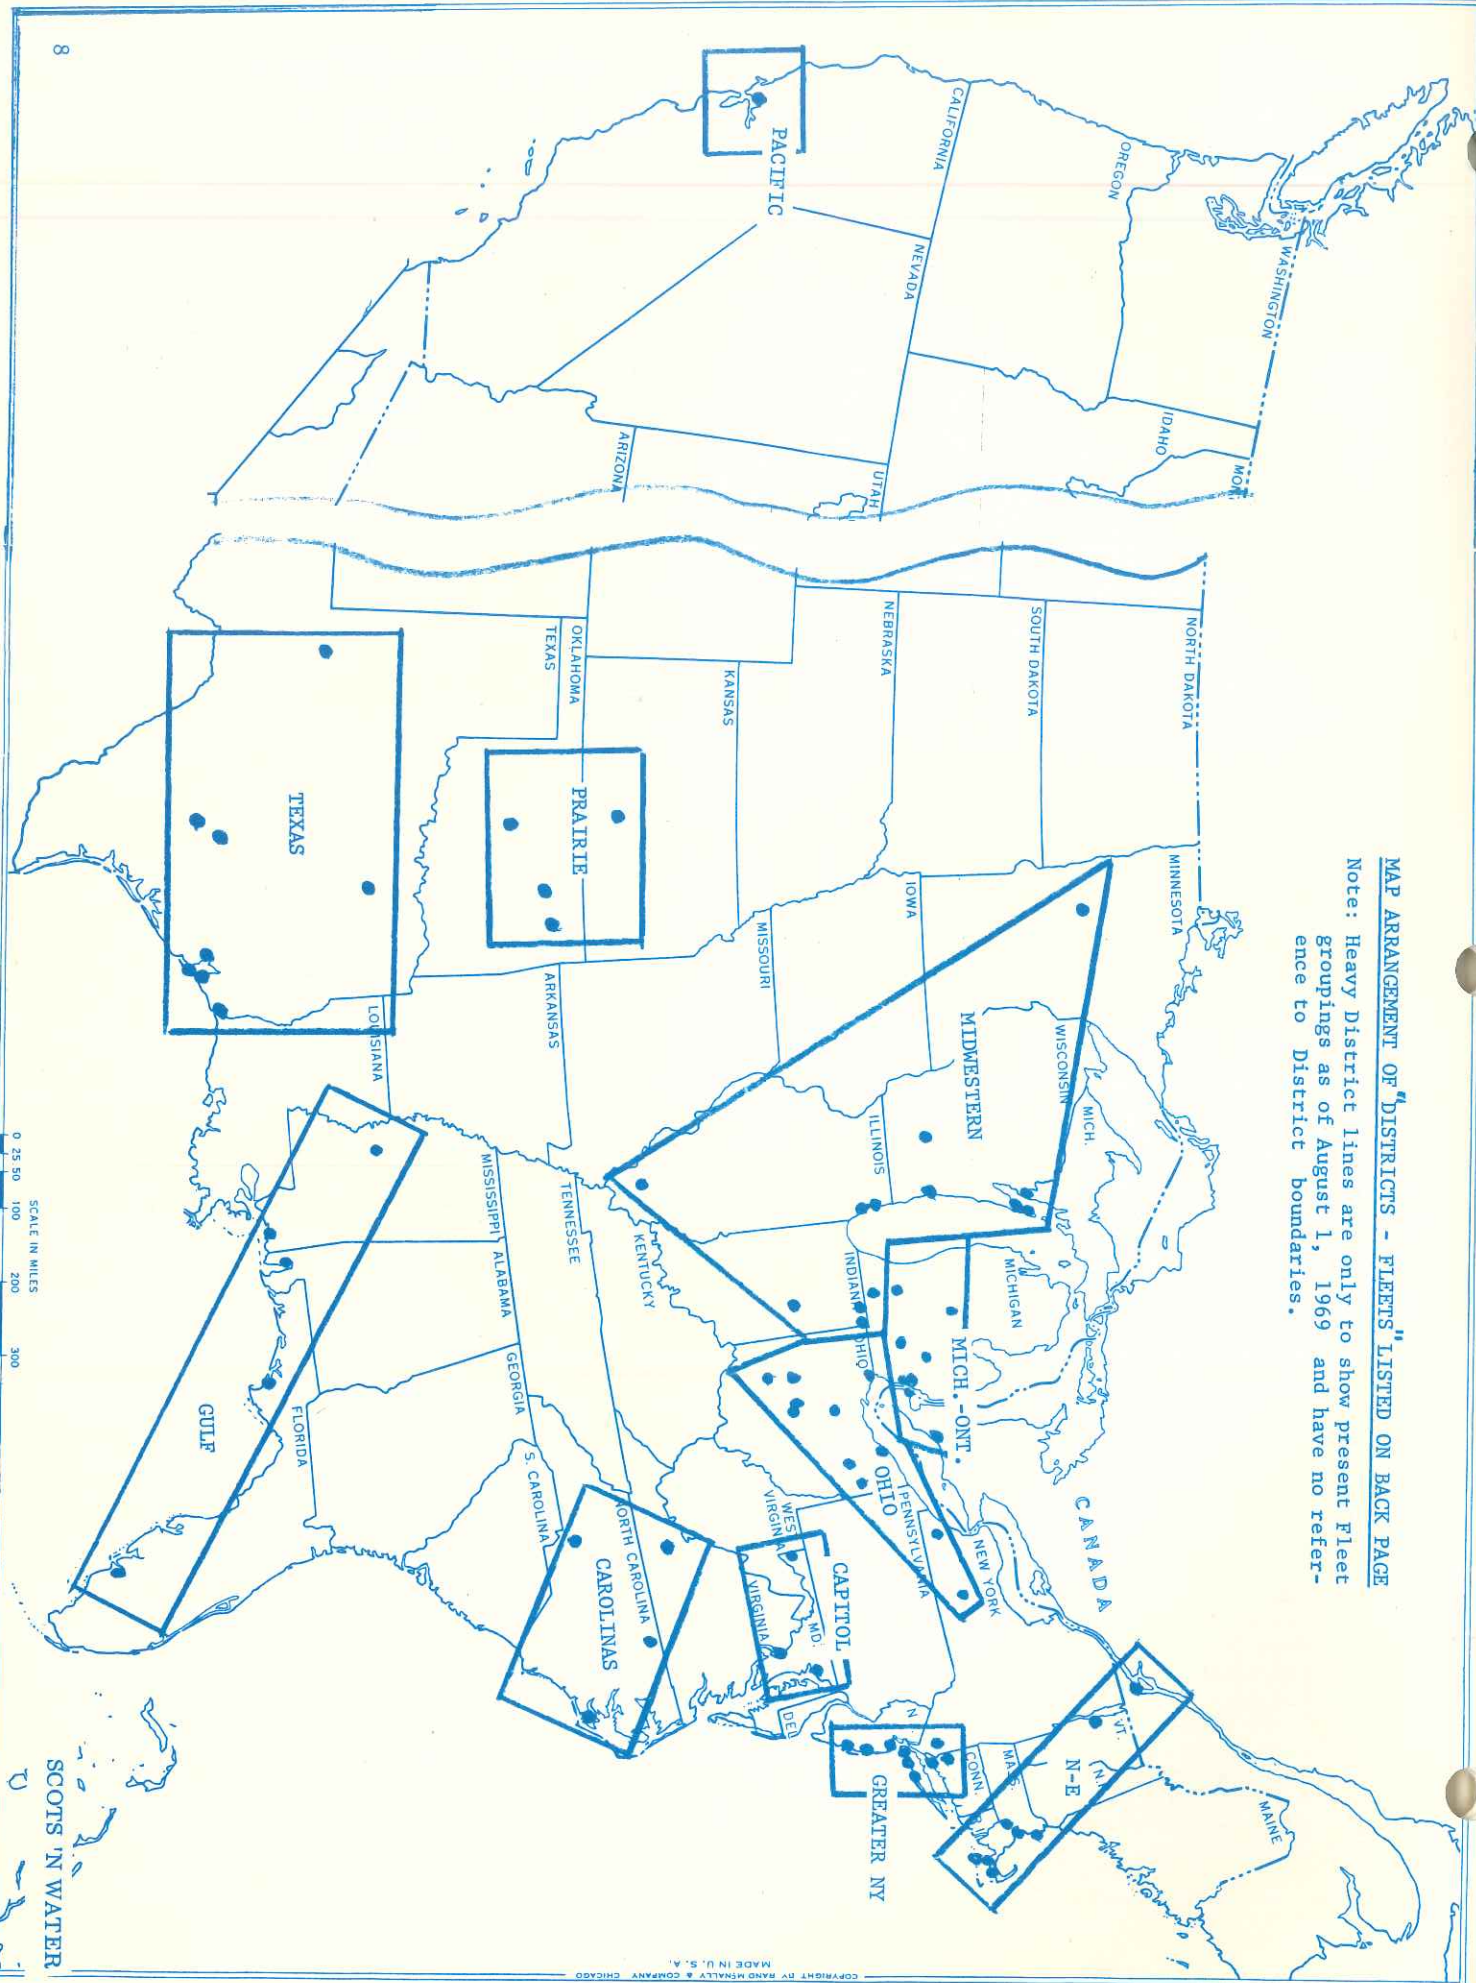 MAP ARRANGEMENT OF "DISTRICTS - FLEETS" LISTED ON BACK PAGE
Note: Heavy District lines are only to show present Fleet
groupings as of August 1, 1969 and have no refer-
ence to District boundaries.
WASHINGTON
OREGON
IDAHO
MON.
CALIFORNIA
NEVADA
UTAH
ARIZONA
PACIFIC
NORTH DAKOTA
SOUTH DAKOTA
NEBRASKA
KANSAS
OKLAHOMA
TEXAS
PRAIRIE
TEXAS
MINNESOTA
IOWA
MISSOURI
ARKANSAS
LOUISIANA
WISCONSIN
MICH.
MIDWESTERN
ILLINOIS
MICHIGAN
INDIANA
OHIO
MICH.-ONT.
OHIO
KENTUCKY
TENNESSEE
MISSISSIPPI
ALABAMA
GEORGIA
FLORIDA
GULF
S. CAROLINA
NORTH CAROLINA
CAROLINAS
WEST
VIRGINIA
VIRGINIA
MD.
DEL
CAPITOL
PENNSYLVANIA
NEW YORK
CANADA
N.
CONN.
MASS.
R.I.
VT.
N.H.
MAINE
N-E
GREATER NY
SCALE IN MILES
0 25 50 100 200 300
8
SCOTS 'N WATER
COPYRIGHT BY RAND MCNALLY & COMPANY, CHICAGO
MADE IN U. S. A.